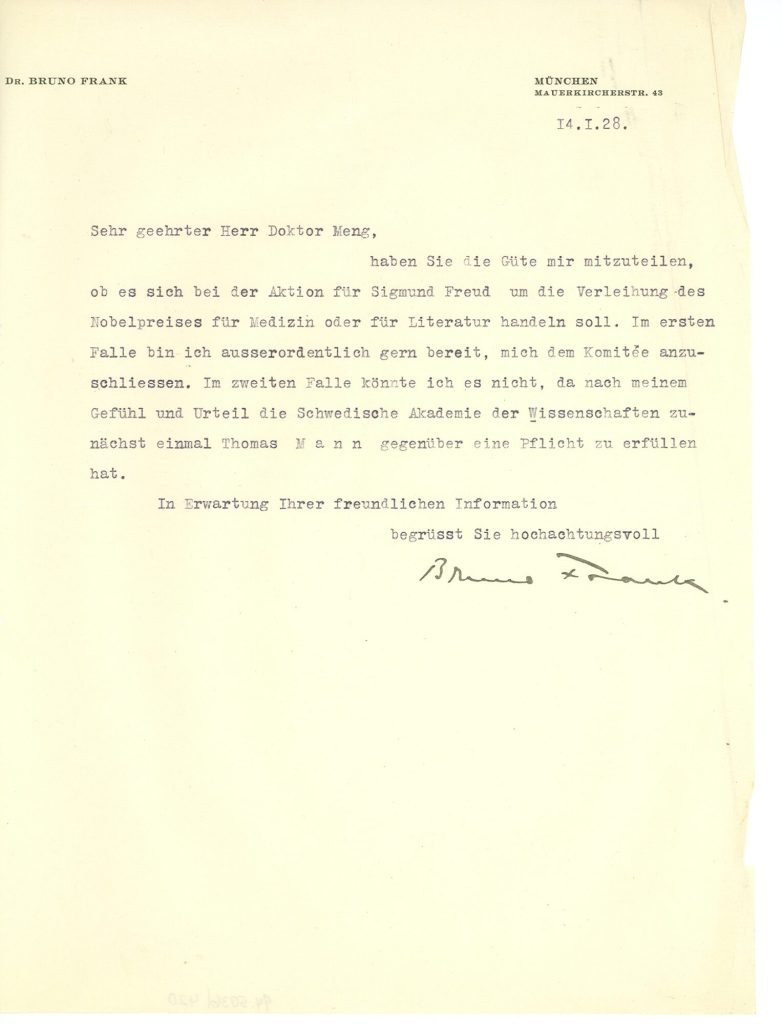 DR. BRUNO FRANK
MÜNCHEN
MAUERKIRCHERSTR. 43
14.I.28.
Sehr geehrter Herr Doktor Meng,
haben Sie die Güte mir mitzuteilen,
ob es sich bei der Aktion für Sigmund Freud um die Verleihung des
Nobelpreises für Medizin oder für Literatur handeln soll. Im ersten
Falle bin ich ausserordentlich gern bereit, mich dem Komitée anzu-
schliessen. Im zweiten Falle könnte ich es nicht, da nach meinem
Gefühl und Urteil die Schwedische Akademie der Wissenschaften zu-
nächst einmal Thomas M a n n gegenüber eine Pflicht zu erfüllen
hat.
In Erwartung Ihrer freundlichen Information
begrüsst Sie hochachtungsvoll
Bruno Frank